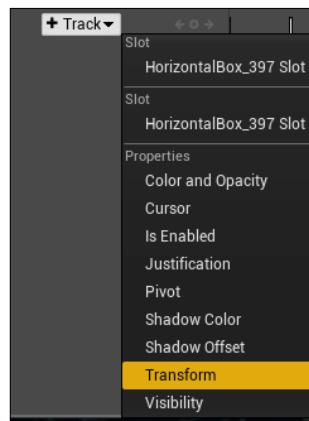 + Track
Slot
HorizontalBox_397 Slot
Slot
HorizontalBox_397 Slot
Properties
Color and Opacity
Cursor
Is Enabled
Justification
Pivot
Shadow Color
Shadow Offset
Transform
Visibility